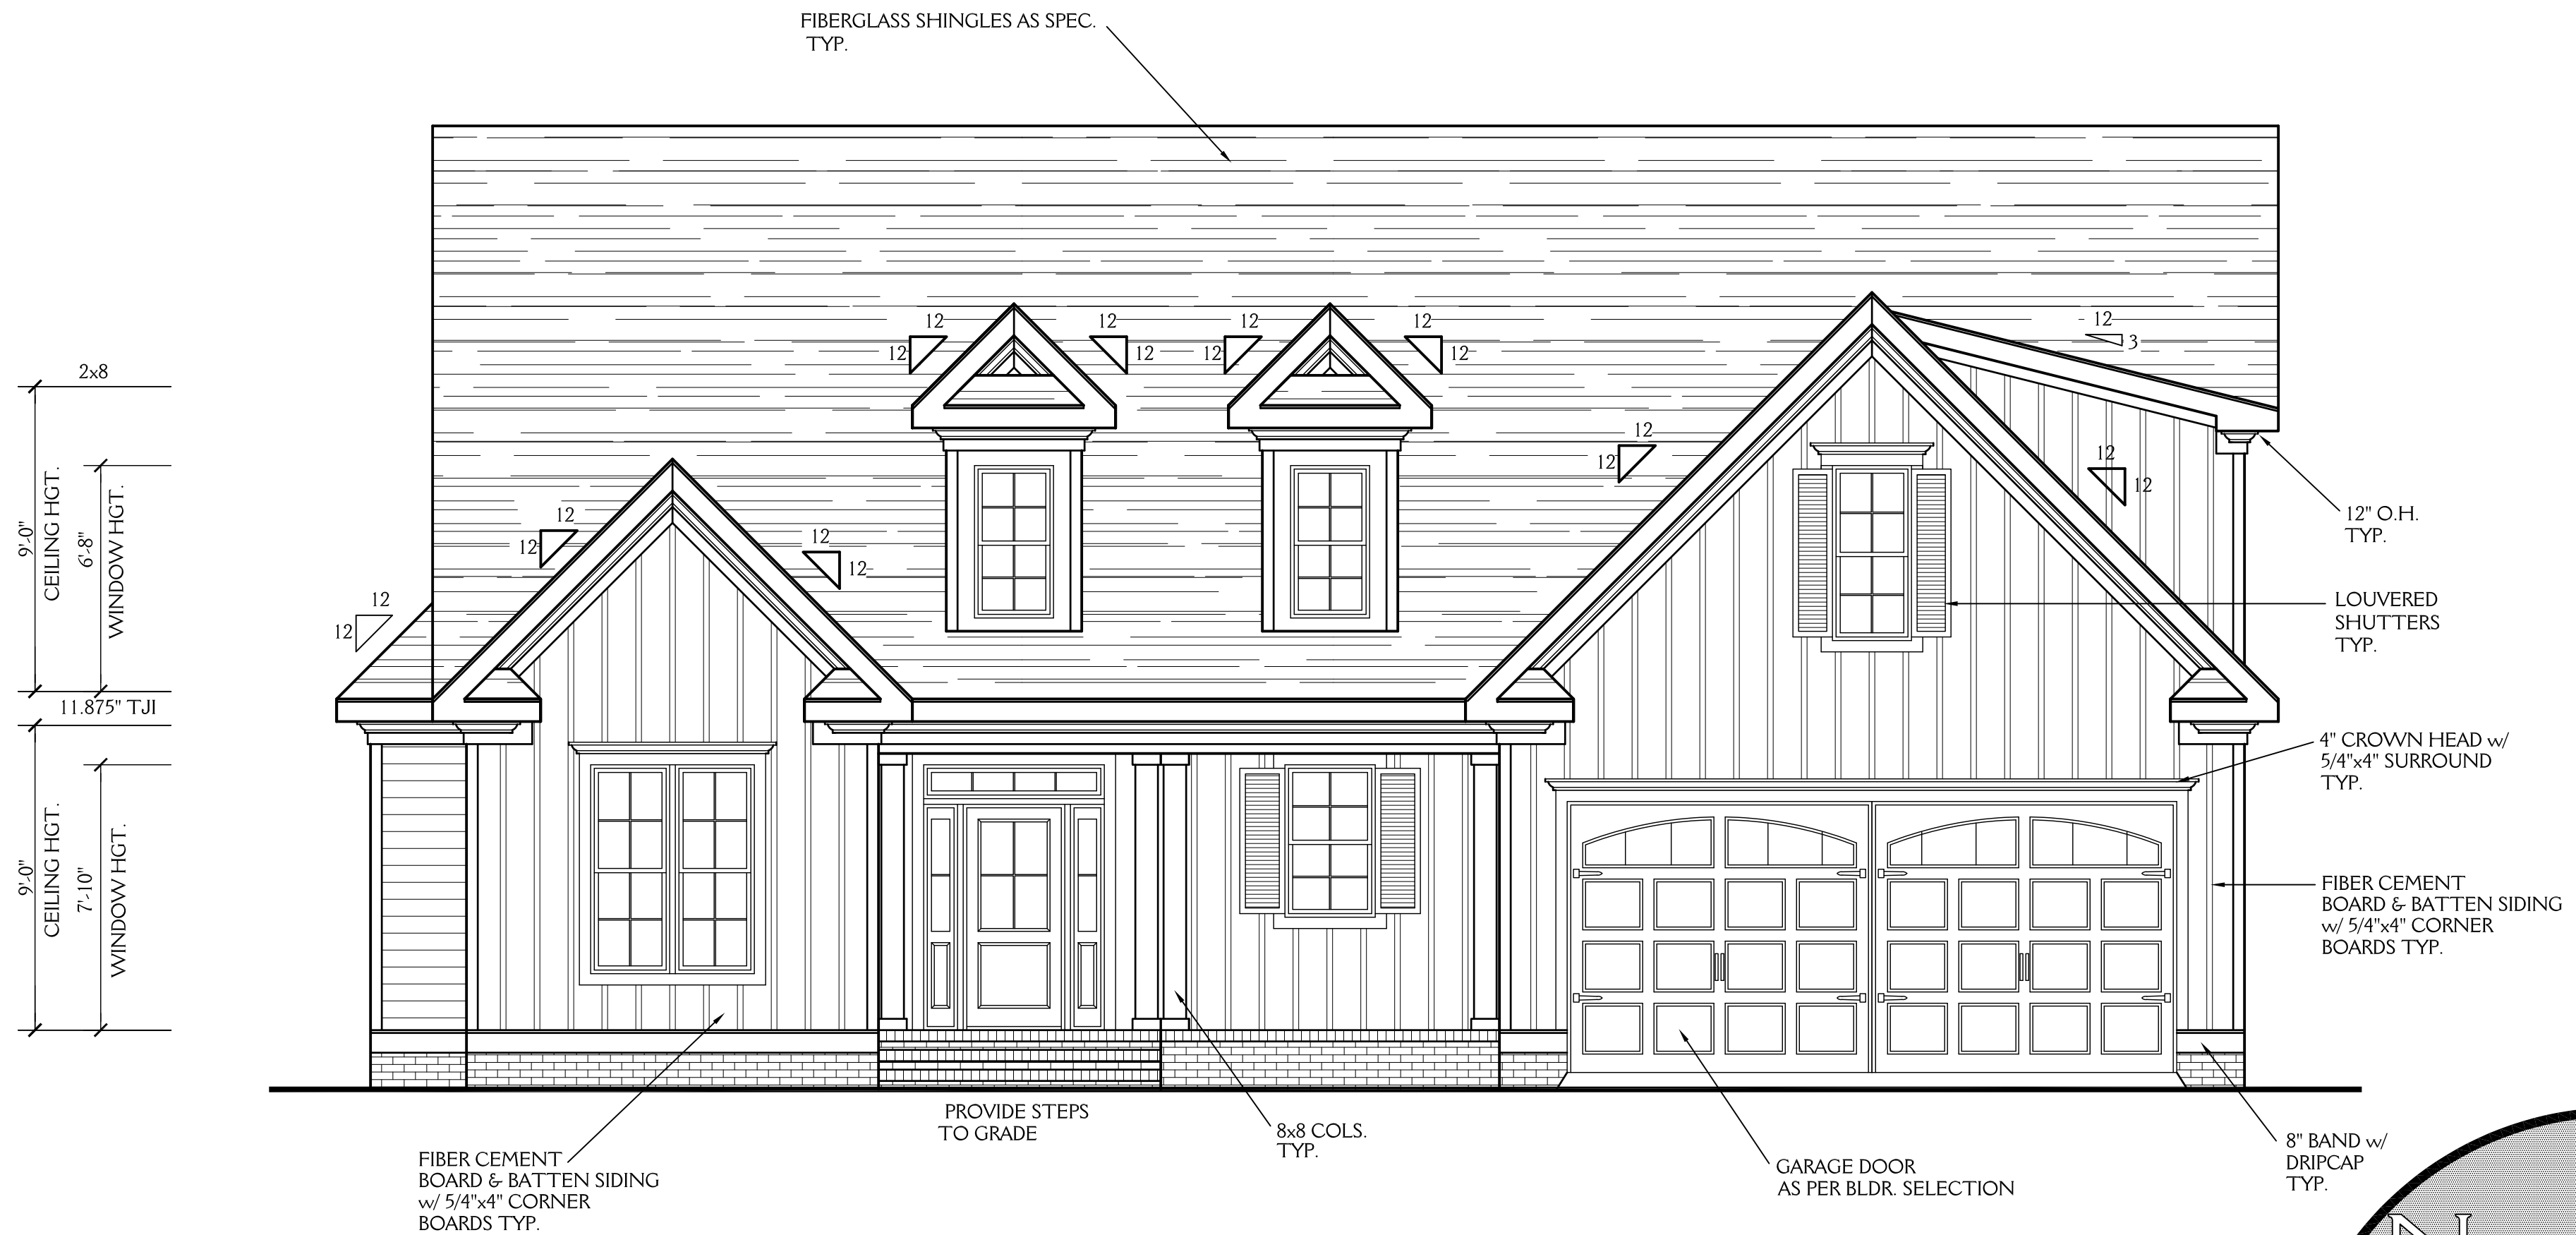 FIBERGLASS SHINGLES AS SPEC.
TYP.
12
12
12
12
12
12
12
12
12
3
2x8
9'-0"
CEILING HGT.
6'-8"
WINDOW HGT.
12
12
12
12
12
12
12
12
12
12
12" O.H.
TYP.
LOUVERED
SHUTTERS
TYP.
11.875" TJI
9'-0"
CEILING HGT.
7'-10"
WINDOW HGT.
4" CROWN HEAD w/
5/4"x4" SURROUND
TYP.
FIBER CEMENT
BOARD & BATTEN SIDING
w/ 5/4"x4" CORNER
BOARDS TYP.
PROVIDE STEPS
TO GRADE
8x8 COLS.
TYP.
FIBER CEMENT
BOARD & BATTEN SIDING
w/ 5/4"x4" CORNER
BOARDS TYP.
GARAGE DOOR
AS PER BLDR. SELECTION
8" BAND w/
DRIPCAP
TYP.
N